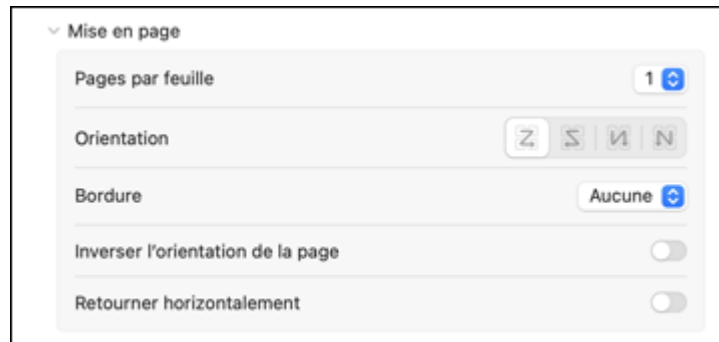 Mise en page
Pages par feuille 1
Orientation
Bordure Aucune
Inverser l'orientation de la page
Retourner horizontalement